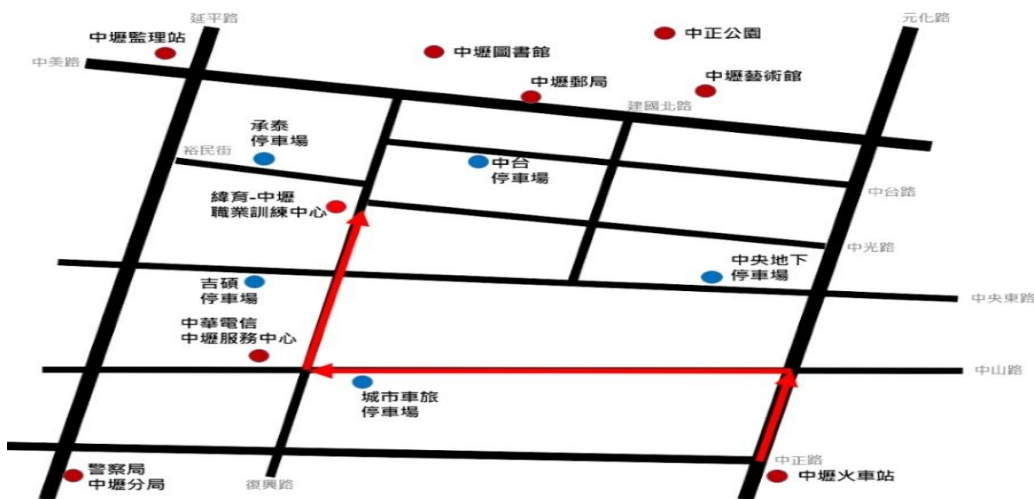 延平路
元化路
中壢監理站
中正公園
中壢圖書館
中美路
中壢郵局
中壢藝術館
建國北路
承泰
停車場
裕民街
中台
停車場
中台路
緯育-中壢
職業訓練中心
中光路
中央地下
停車場
吉碩
停車場
中央東路
中華電信
中壢服務中心
中山路
城市車旅
停車場
中正路
警察局
中壢分局
復興路
中壢火車站